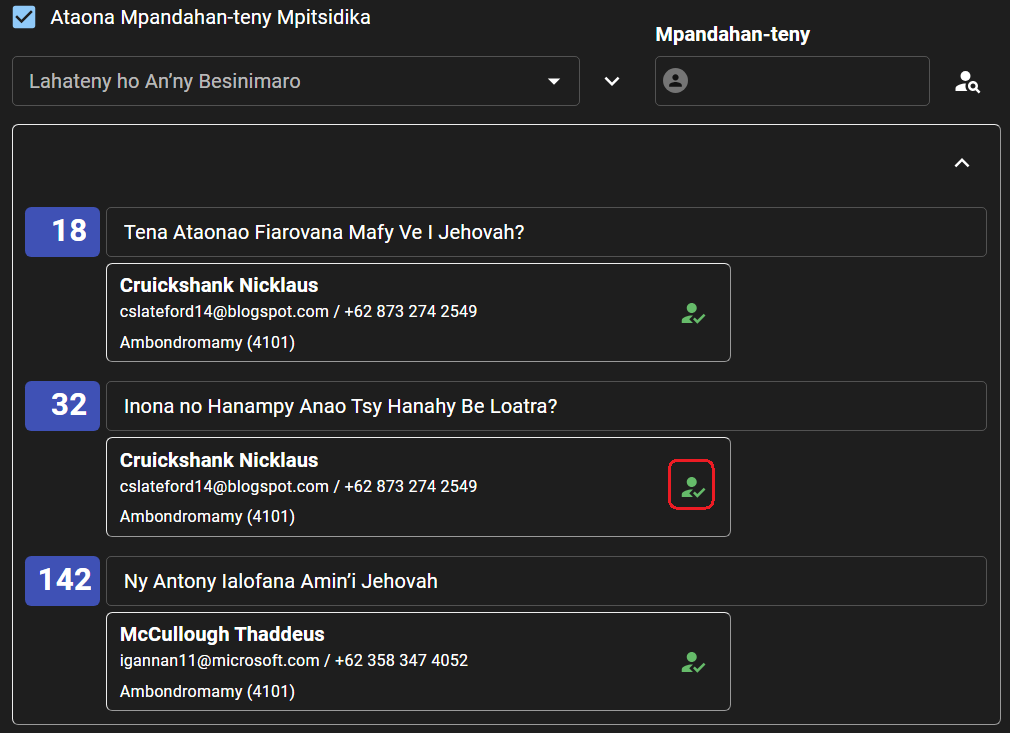 Ataona Mpandahan-teny Mpitsidika
Mpandahan-teny
Lahateny ho An’ny Besinimaro
18
Tena Ataonao Fiarovana Mafy Ve I Jehovah?
Cruickshank Nicklaus
cslateford14@blogspot.com / +62 873 274 2549
Ambondromamy (4101)
32
Inona no Hanampy Anao Tsy Hanahy Be Loatra?
Cruickshank Nicklaus
cslateford14@blogspot.com / +62 873 274 2549
Ambondromamy (4101)
142
Ny Antony Ialofana Amin’i Jehovah
McCullough Thaddeus
igannan11@microsoft.com / +62 358 347 4052
Ambondromamy (4101)